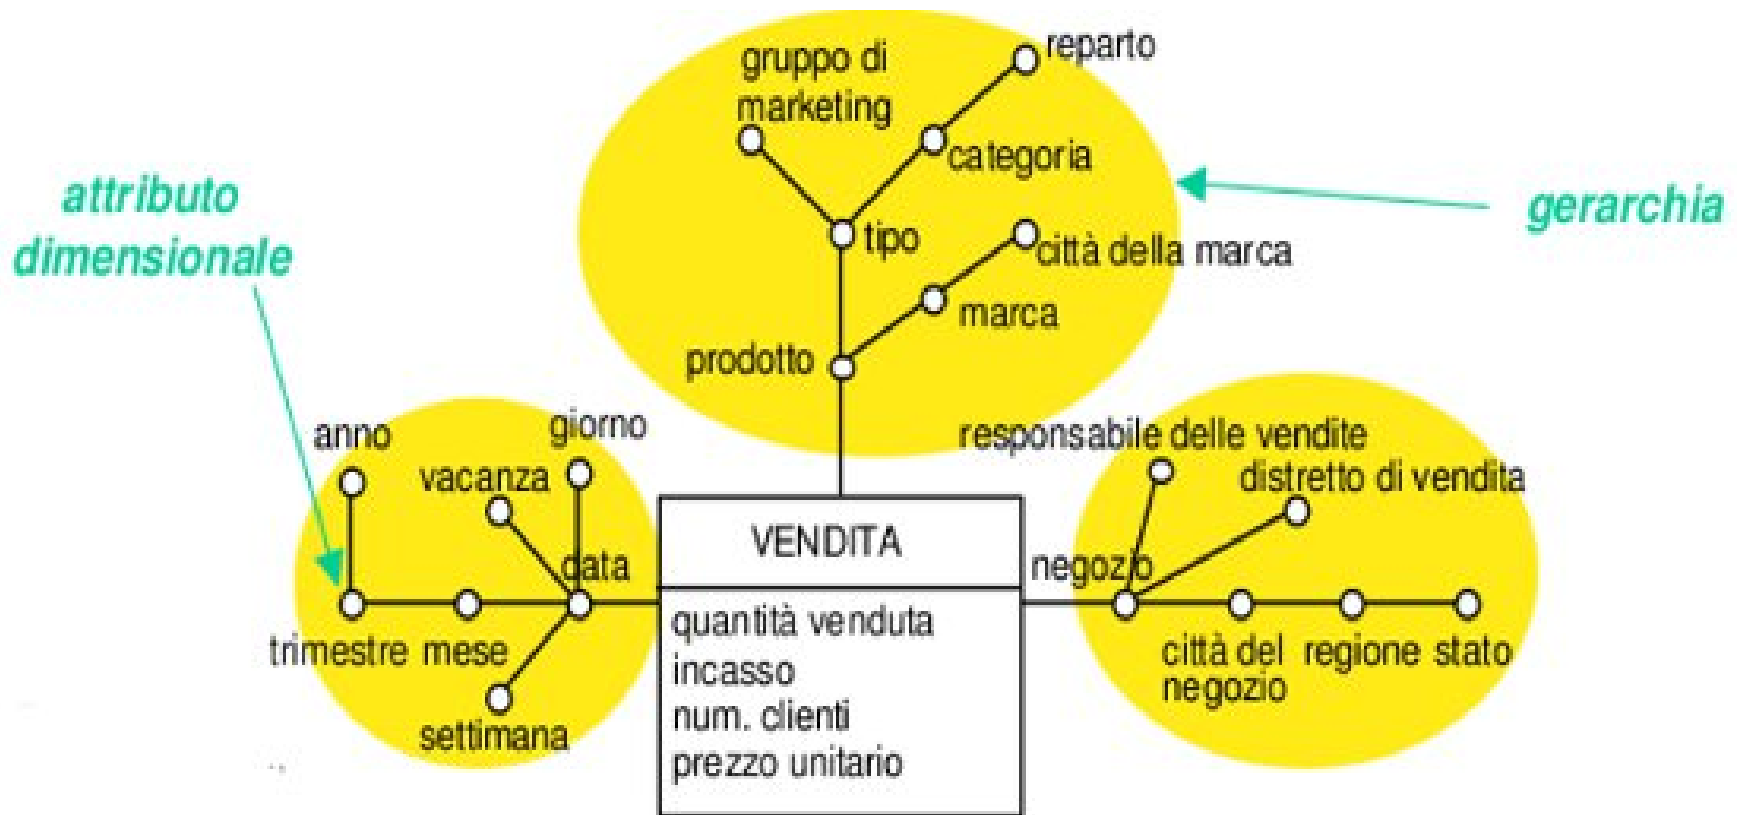 gruppo di
marketing
reparto
categoria
tipo
città della marca
marca
prodotto
attributo
dimensionale
gerarchia
anno
giorno
vacanza
data
trimestre mese
settimana
VENDITA
quantità venduta
incasso
num. clienti
prezzo unitario
responsabile delle vendite
distretto di vendita
negozio
città del
negozio
regione stato